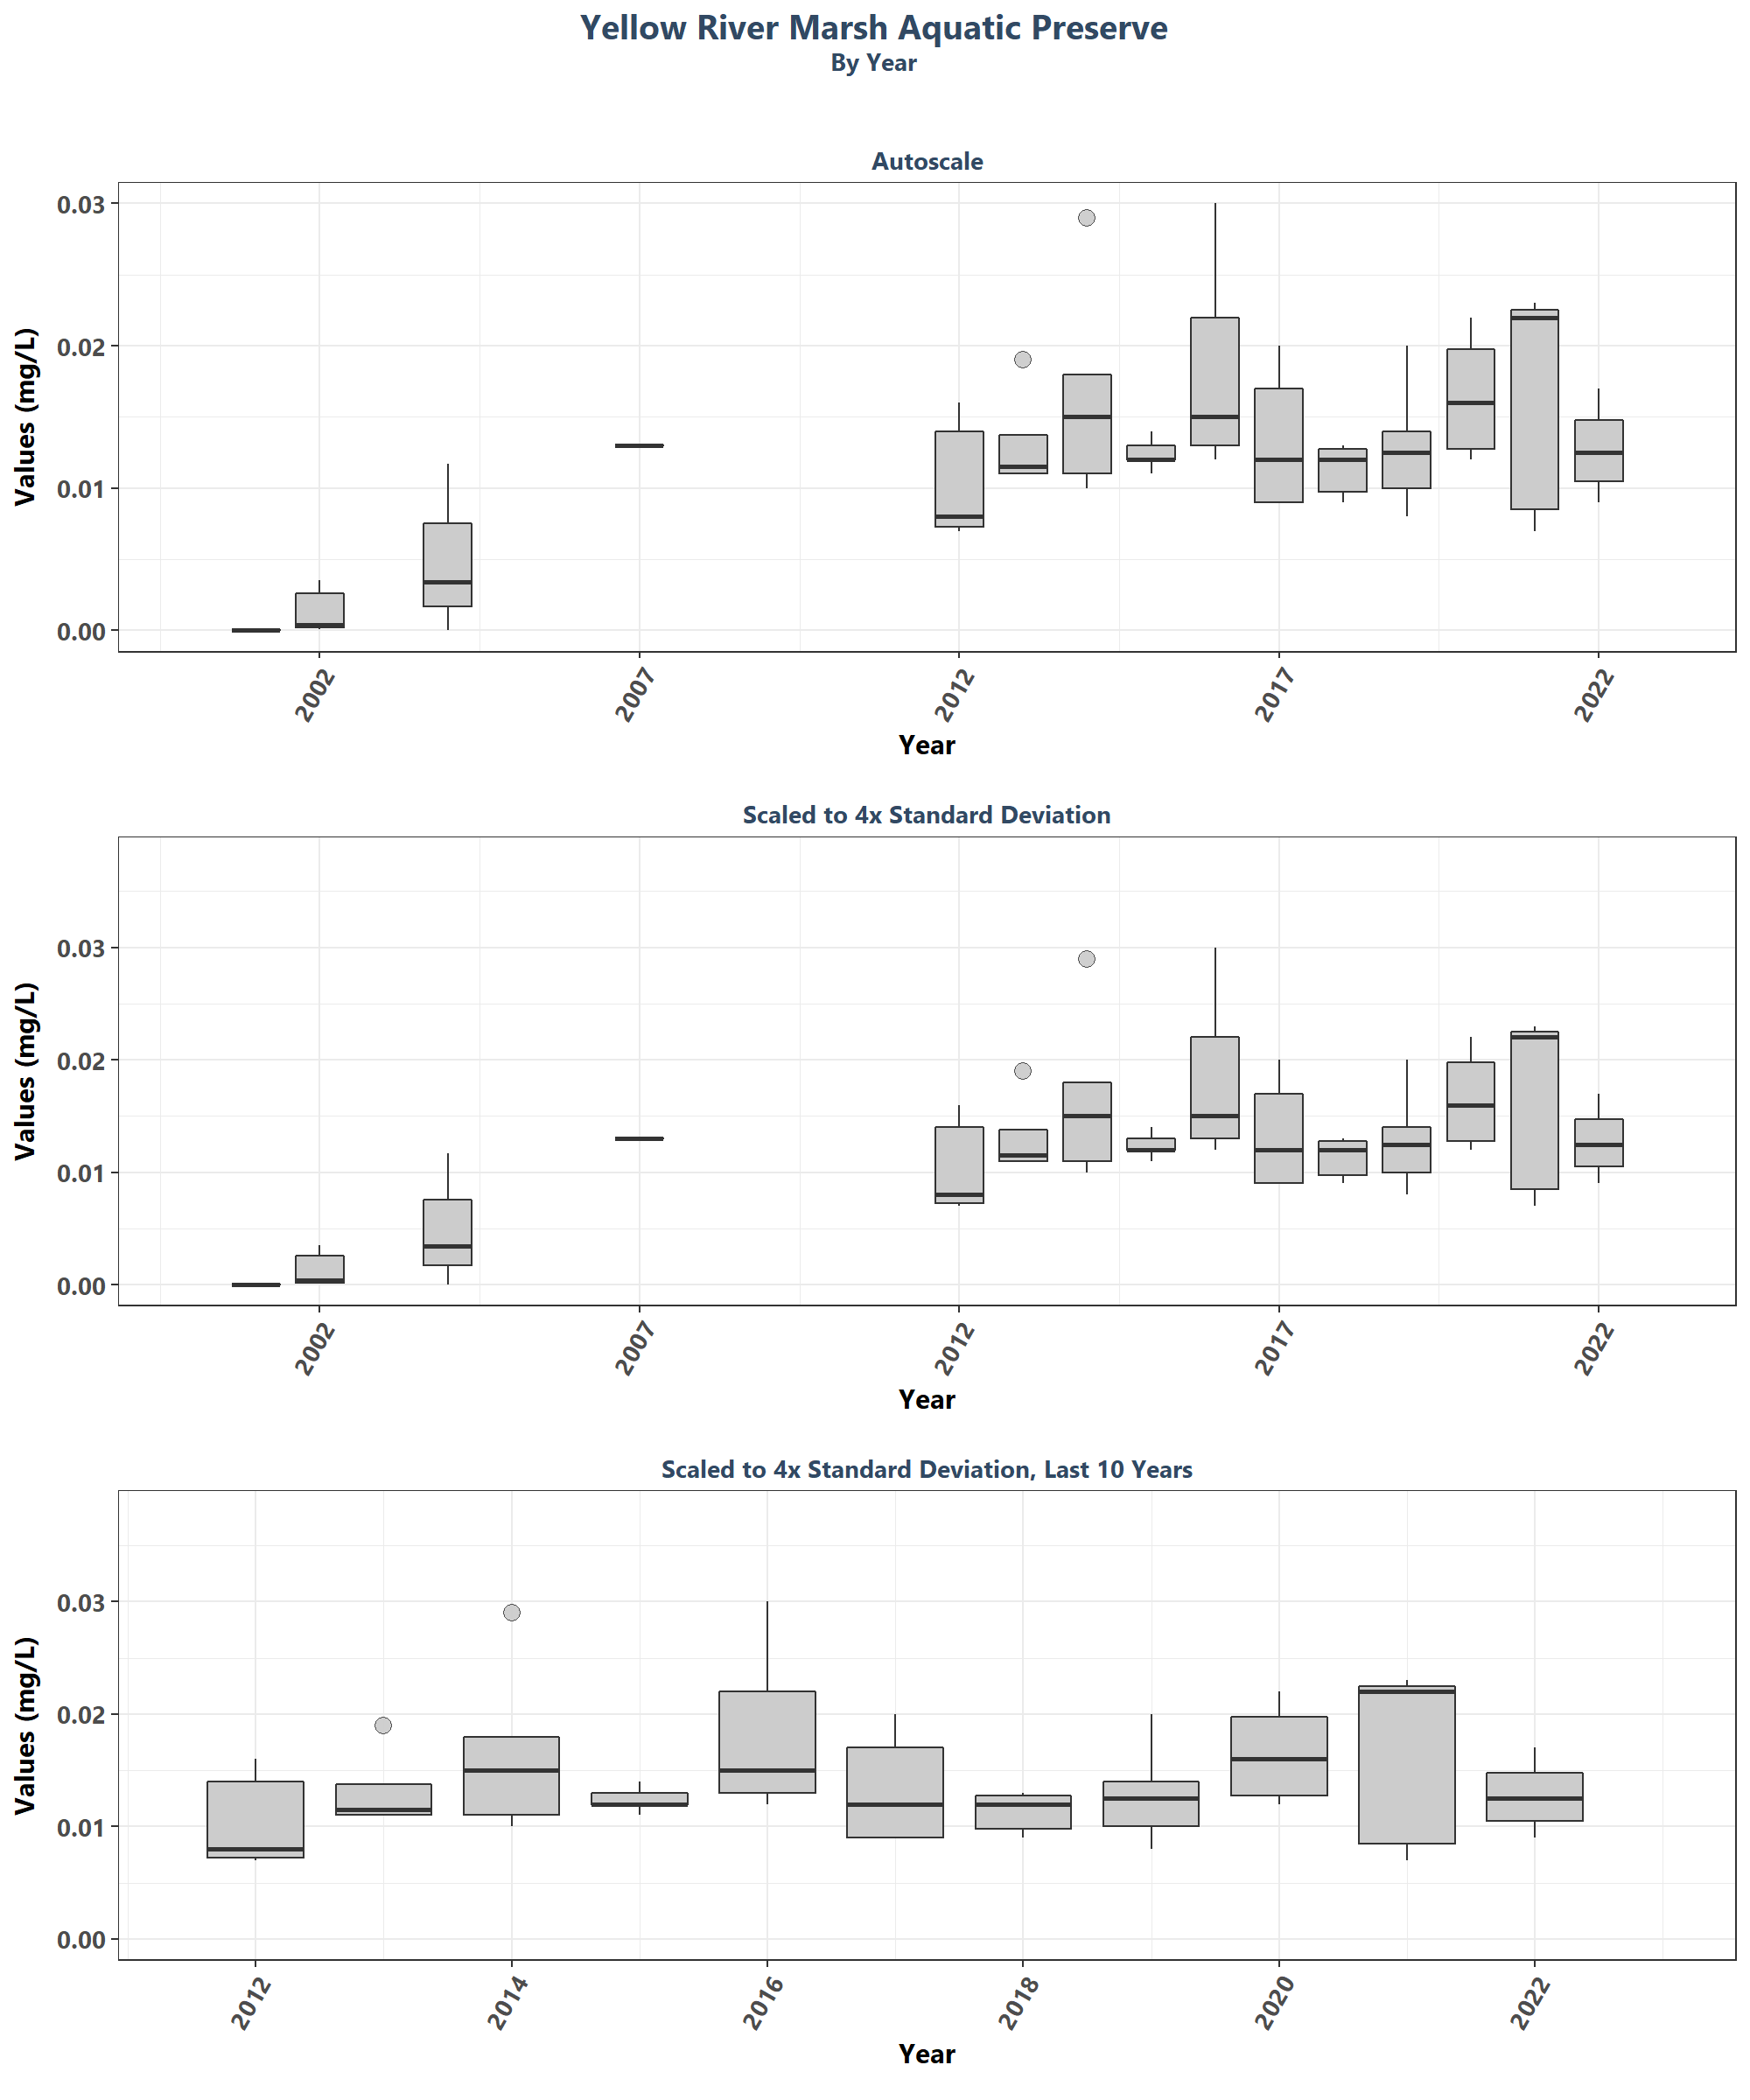 Yellow River Marsh Aquatic Preserve
By Year
Autoscale
0.03
0.02
0.01
0.00
Values (mg/L)
2002 2007 2012 2017 2022
Year
Scaled to 4x Standard Deviation
0.03
0.02
0.01
0.00
Values (mg/L)
2002 2007 2012 2017 2022
Year
Scaled to 4x Standard Deviation, Last 10 Years
0.03
0.02
0.01
0.00
Values (mg/L)
2012 2014 2016 2018 2020 2022
Year